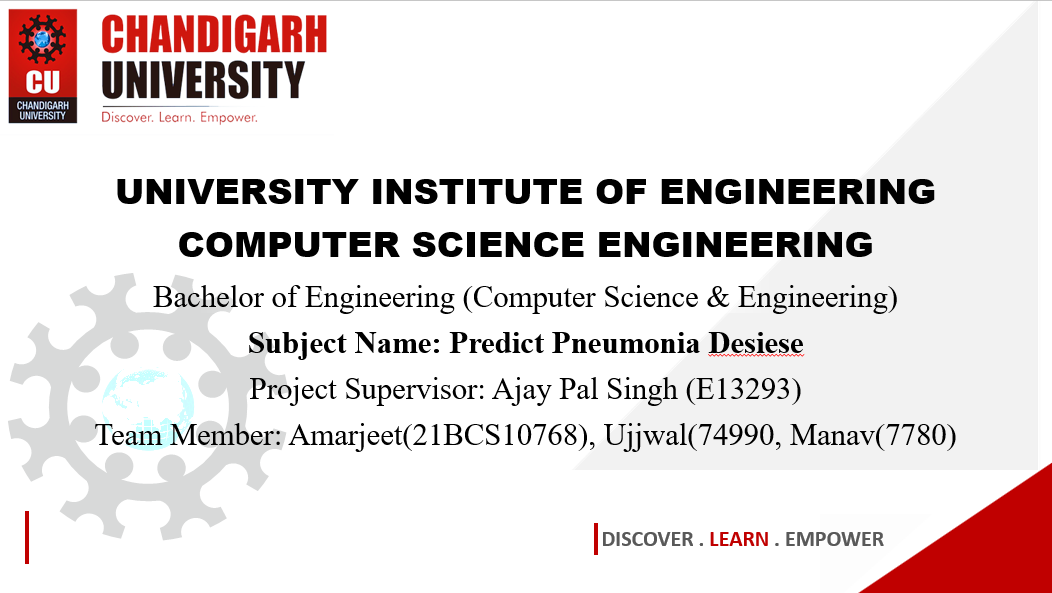 CU
CHANDIGARH
UNIVERSITY
CHANDIGARH
UNIVERSITY
Discover. Learn. Empower.
UNIVERSITY INSTITUTE OF ENGINEERING
COMPUTER SCIENCE ENGINEERING
Bachelor of Engineering (Computer Science & Engineering)
Subject Name: Predict Pneumonia Desiese
Project Supervisor: Ajay Pal Singh (E13293)
Team Member: Amarjeet(21BCS10768), Ujjwal(74990, Manav(7780)
DISCOVER . LEARN . EMPOWER